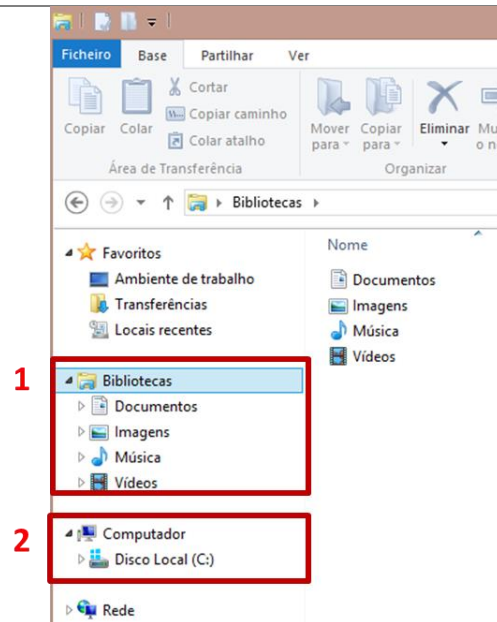 Ficheiro Base Partilhar Ver
Copiar
Colar
Cortar
Copiar caminho
Colar atalho
Área de Transferência
Mover para
Copiar para
Eliminar
Mu
o n
Organizar
Bibliotecas
Favoritos
Ambiente de trabalho
Transferências
Locais recentes
1
Bibliotecas
Documentos
Imagens
Música
Vídeos
2
Computador
Disco Local (C:)
Rede
Nome
Documentos
Imagens
Música
Vídeos